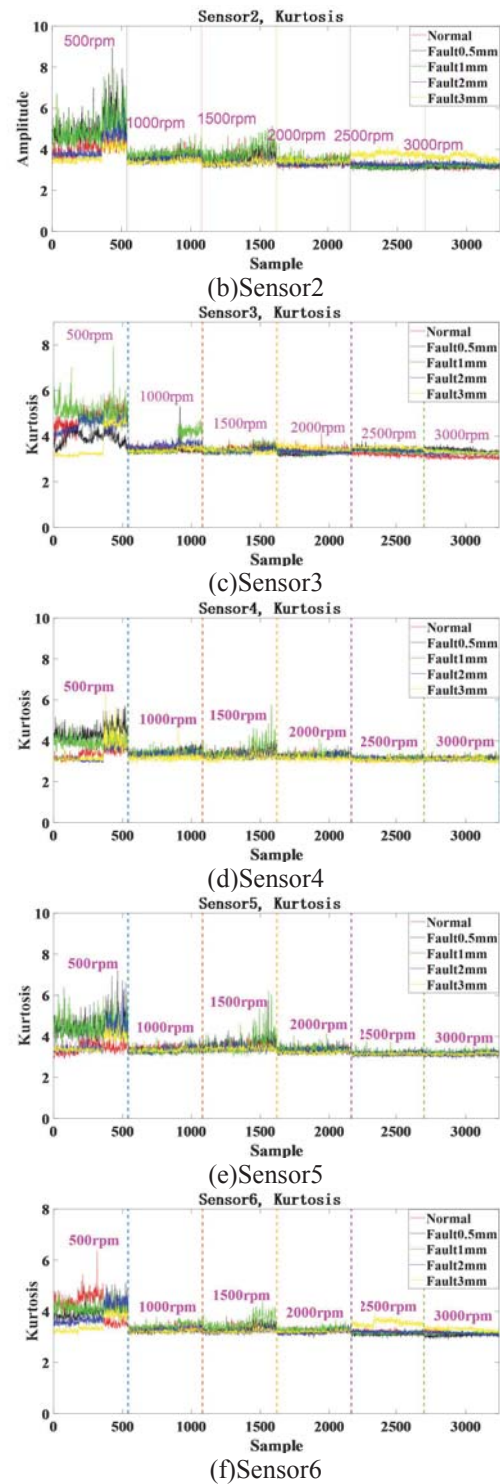 Sensor2, Kurtosis
10
8
6
4
2
0
Amplitude
500rpm
1000rpm
1500rpm
2000rpm
2500rpm
3000rpm
Normal
Fault0.5mm
Fault1mm
Fault2mm
Fault3mm
0 500 1000 1500 2000 2500 3000
Sample
(b)Sensor2
Sensor3, Kurtosis
8
6
4
2
0
Kurtosis
500rpm
1000rpm
1500rpm
2000rpm
2500rpm
3000rpm
Normal
Fault0.5mm
Fault1mm
Fault2mm
Fault3mm
0 500 1000 1500 2000 2500 3000
Sample
(c)Sensor3
Sensor4, Kurtosis
10
8
6
4
2
0
Kurtosis
500rpm
1000rpm
1500rpm
2000rpm
2500rpm
3000rpm
Normal
Fault0.5mm
Fault1mm
Fault2mm
Fault3mm
0 500 1000 1500 2000 2500 3000
Sample
(d)Sensor4
Sensor5, Kurtosis
10
8
6
4
2
0
Kurtosis
500rpm
1000rpm
1500rpm
2000rpm
2500rpm
3000rpm
Normal
Fault0.5mm
Fault1mm
Fault2mm
Fault3mm
0 500 1000 1500 2000 2500 3000
Sample
(e)Sensor5
Sensor6, Kurtosis
8
6
4
2
0
Kurtosis
500rpm
1000rpm
1500rpm
2000rpm
2500rpm
3000rpm
Normal
Fault0.5mm
Fault1mm
Fault2mm
Fault3mm
0 500 1000 1500 2000 2500 3000
Sample
(f)Sensor6